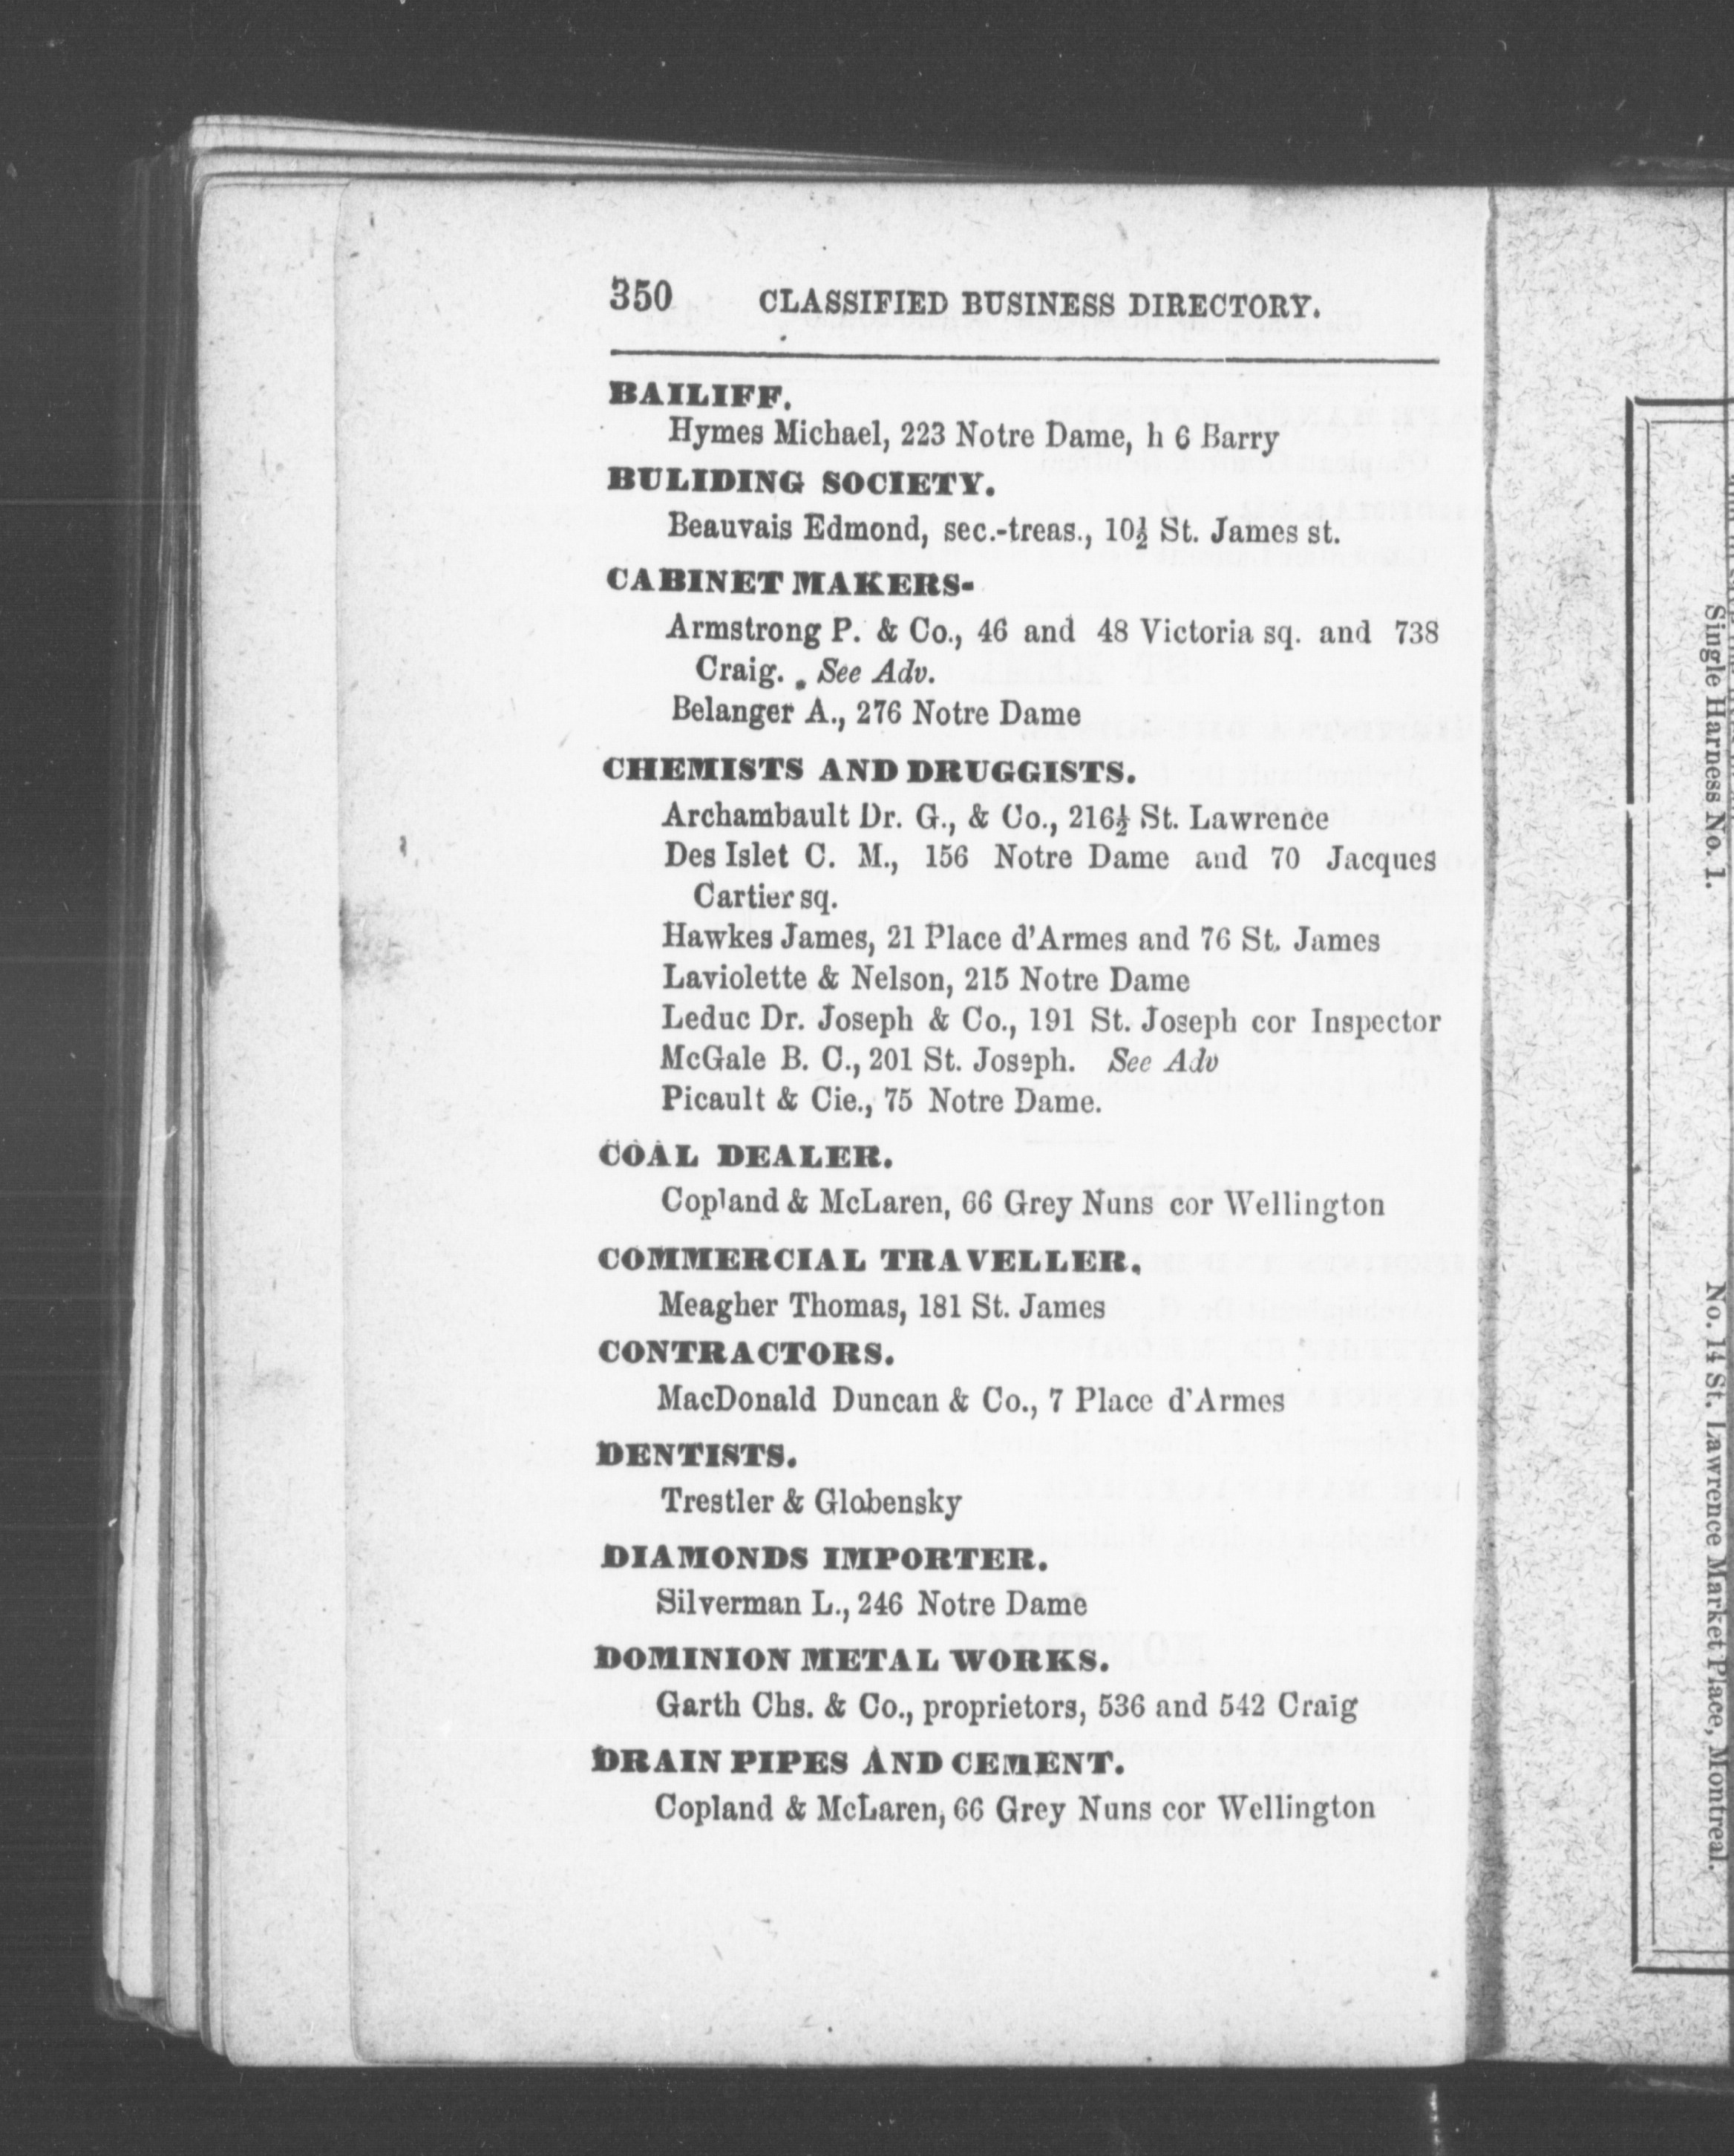 350 CLASSIFIED BUSINESS DIRECTORY.
BAILIFF.
Hymes Michael, 223 Notre Dame, h 6 Barry
BULIDING SOCIETY.
Beauvais Edmond, sec.-treas., 10½ St. James st.
CABINET MAKERS-
Armstrong P. & Co., 46 and 48 Victoria sq. and 738
Craig. See Adv.
Belanger A., 276 Notre Dame
CHEMISTS AND DRUGGISTS.
Archambault Dr. G., & Co., 216½ St. Lawrence
Des Islet C. M., 156 Notre Dame and 70 Jacques
Cartier sq.
Hawkes James, 21 Place d'Armes and 76 St. James
Laviolette & Nelson, 215 Notre Dame
Leduc Dr. Joseph & Co., 191 St. Joseph cor Inspector
McGale B. C., 201 St. Joseph. See Adv
Picault & Cie., 75 Notre Dame.
COAL DEALER.
Copland & McLaren, 66 Grey Nuns cor Wellington
COMMERCIAL TRAVELLER.
Meagher Thomas, 181 St. James
CONTRACTORS.
MacDonald Duncan & Co., 7 Place d'Armes
DENTISTS.
Trestler & Globensky
DIAMONDS IMPORTER.
Silverman L., 246 Notre Dame
DOMINION METAL WORKS.
Garth Chs. & Co., proprietors, 536 and 542 Craig
DRAIN PIPES AND CEMENT.
Copland & McLaren, 66 Grey Nuns cor Wellington
Single Harness No. 1.
No. 14 St. Lawrence Market Place, Montreal.